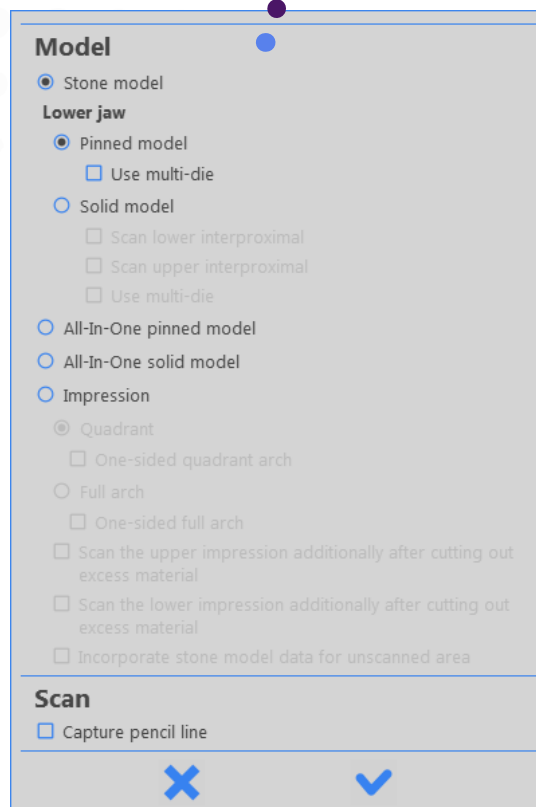 Model
Stone model
Lower jaw
Pinned model
Use multi-die
Solid model
Scan lower interproximal
Scan upper interproximal
Use multi-die
All-In-One pinned model
All-In-One solid model
Impression
Quadrant
One-sided quadrant arch
Full arch
One-sided full arch
Scan the upper impression additionally after cutting out
excess material
Scan the lower impression additionally after cutting out
excess material
Incorporate stone model data for unscanned area
Scan
Capture pencil line